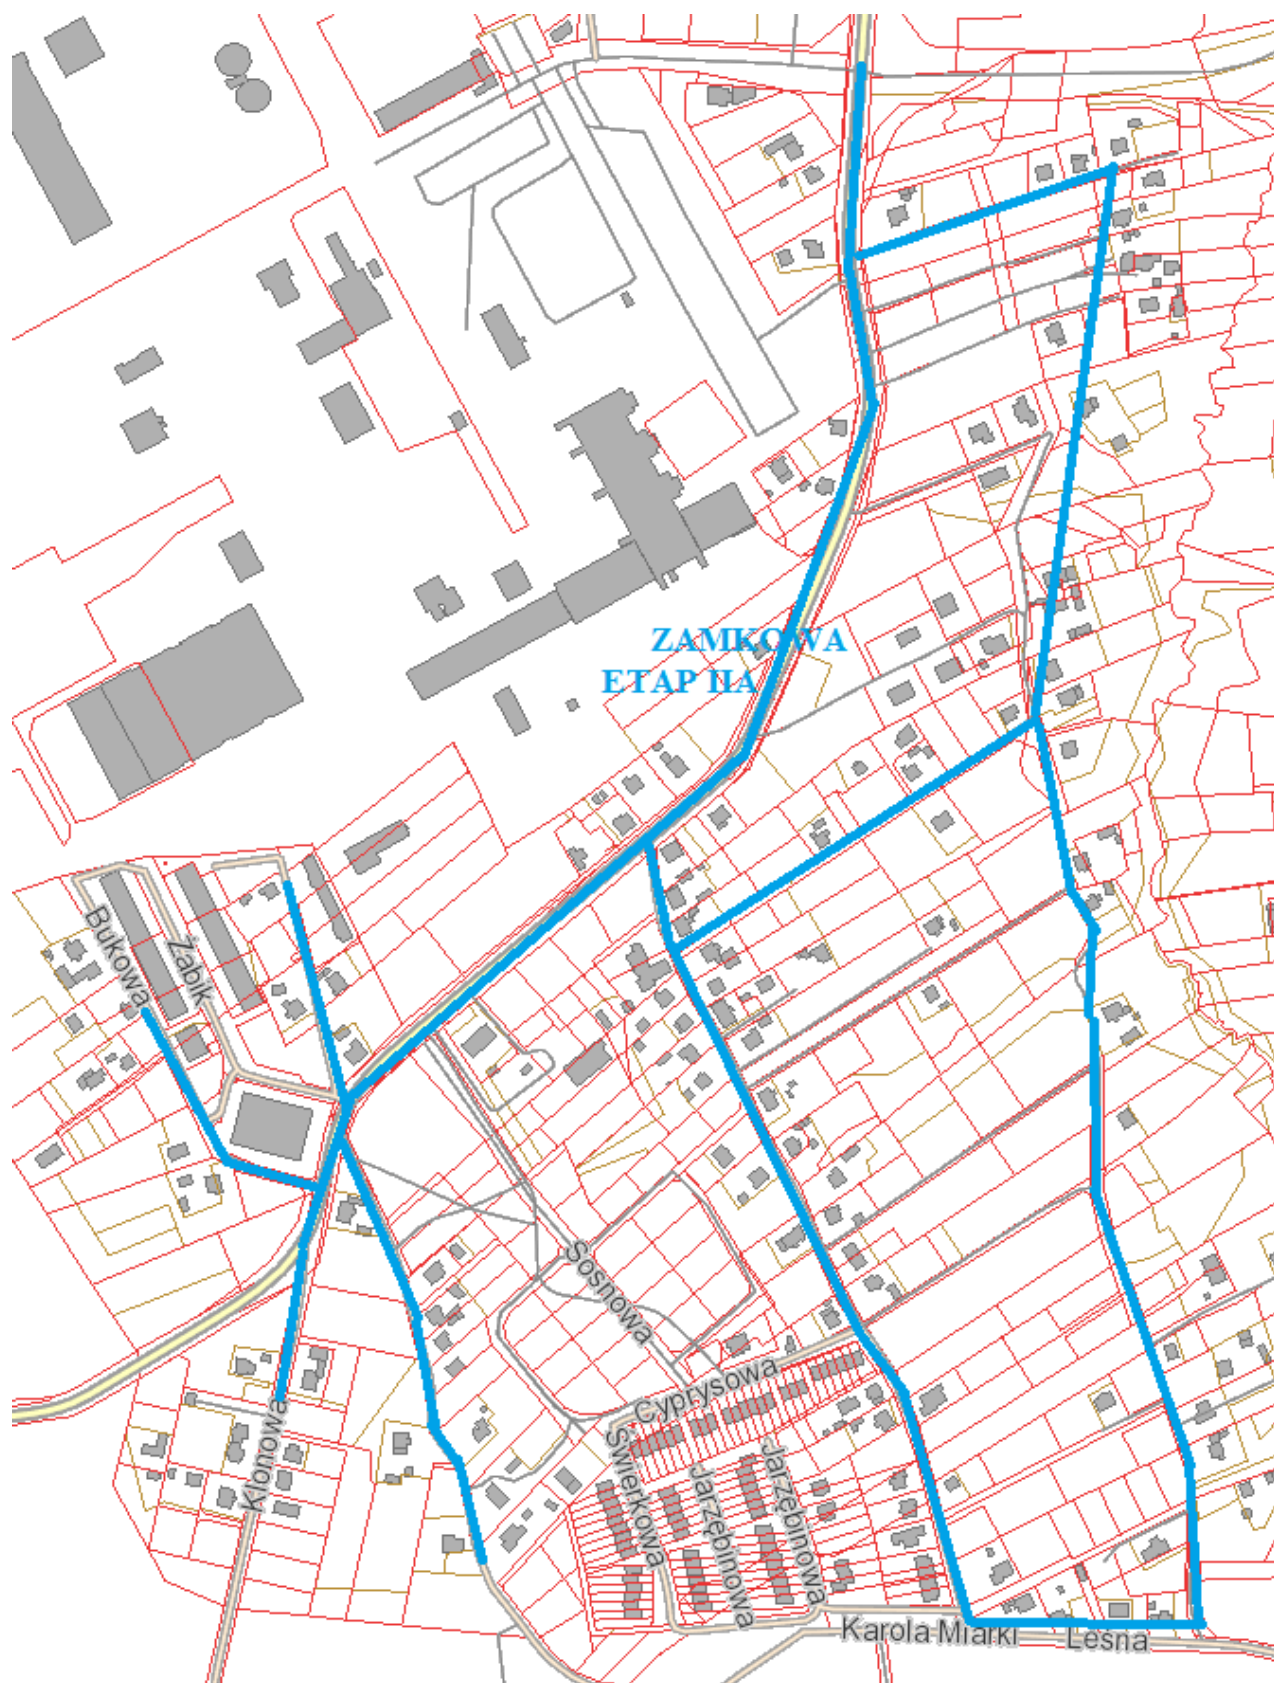 ZAMKOWA
ETAP IIA
Bukowa
Żabik
Sosnowa
Cyprysowa
Klonowa
Świerkowa
Jarzębinowa
Jarzębinowa
Karola Miarki
Leśna